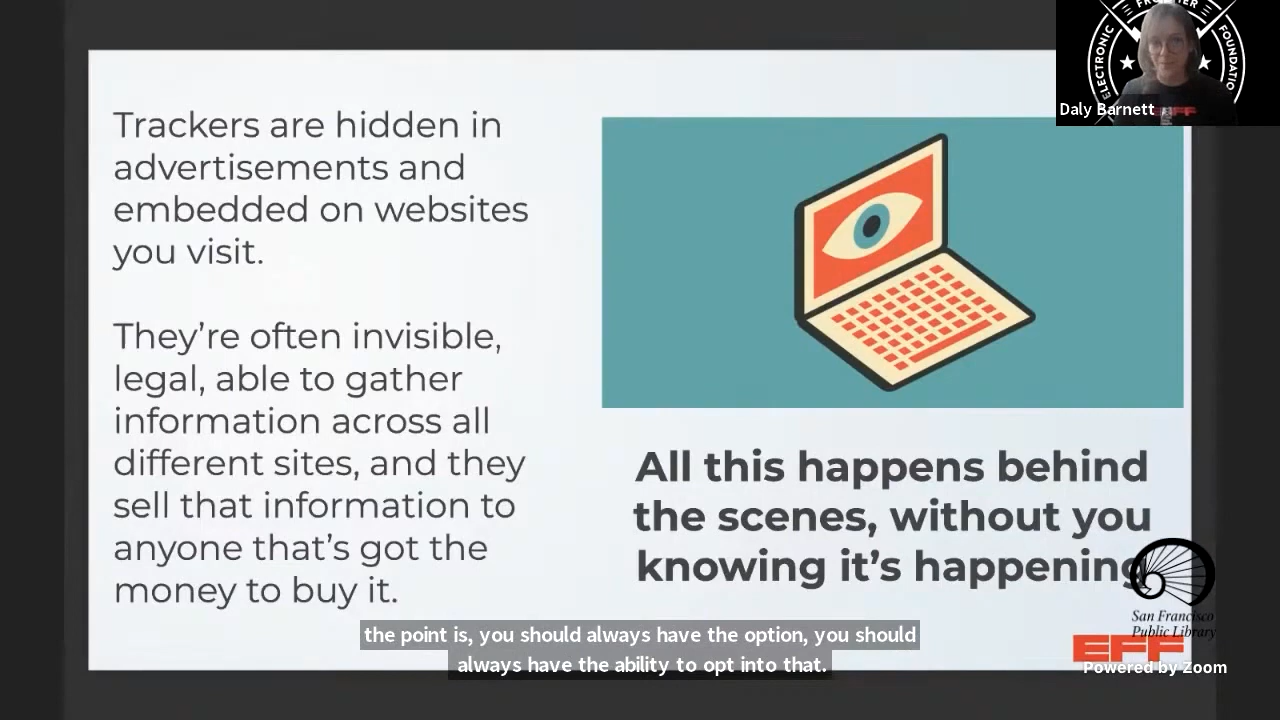 Trackers are hidden in
advertisements and
embedded on websites
you visit.
They’re often invisible,
legal, able to gather
information across all
different sites, and they
sell that information to
anyone that’s got the
money to buy it.
ELECTRONIC
FOUNDATIO
Daly Barnett
EFF
All this happens behind
the scenes, without you
knowing it’s happening
San Francisco
Public Library
EFF
Powered by Zoom
the point is, you should always have the option, you should
always have the ability to opt into that.